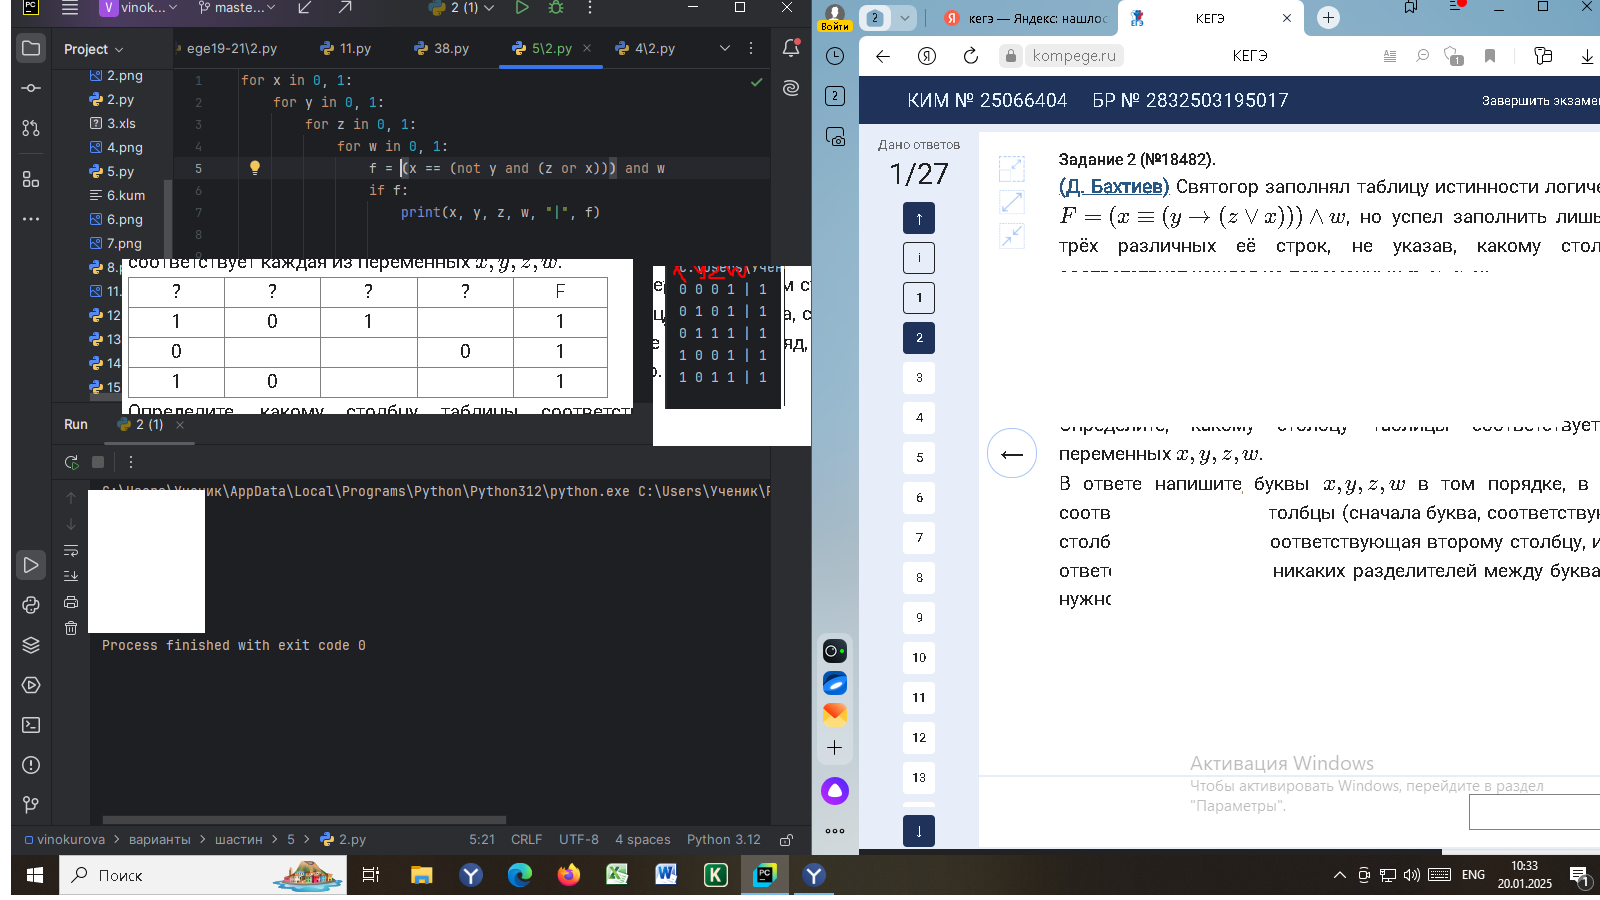 PC
V vinok...
maste...
2 (1)
Project
ege19-21\2.py
11.py
38.py
5\2.py
4\2.py
2.png
2.py
3.xls
4.png
5.py
6.kum
6.png
7.png
8.p
11.
12
13
14
15
1 for x in 0, 1:
2 for y in 0, 1:
3 for z in 0, 1:
4 for w in 0, 1:
5 f = (x == (not y and (z or x))) and w
6 if f:
7 print(x, y, z, w, "|", f)
8
соответствует каждая из переменных x, y, z, w.
? ? ? ? F
1 0 1 1
0 0 1
1 0 1
Определите, какому столбцу таблицы соответст
x y z w
0 0 0 1 | 1
0 1 0 1 | 1
0 1 1 1 | 1
1 0 0 1 | 1
1 0 1 1 | 1
Run
2 (1)
C:\Users\Ученик\AppData\Local\Programs\Python\Python312\python.exe C:\Users\Ученик\P
Process finished with exit code 0
vinokurova > варианты > шастин > 5 > 2.py
5:21 CRLF UTF-8 4 spaces Python 3.12
Войти
2
кегэ — Яндекс: нашлос
КЕГЭ
kompege.ru
КЕГЭ
1
2
КИМ № 25066404 БР № 2832503195017
Завершить экзаме
Дано ответов
1/27
↑
i
1
2
3
4
5
6
7
8
9
10
11
12
13
↓
Задание 2 (№18482).
(Д. Бахтиев) Святогор заполнял таблицу истинности логиче
F = (x ≡ (y → (z ∨ x))) ∧ w, но успел заполнить лишь
трёх различных её строк, не указав, какому стол
Определите, какому столбцу таблицы соответствует
переменных x, y, z, w.
В ответе напишите буквы x, y, z, w в том порядке, в
соотв толбцы (сначала буква, соответствую
столб оответствующая второму столбцу, и
ответ никаких разделителей между буква
нужно
Активация Windows
Чтобы активировать Windows, перейдите в раздел
"Параметры".
Поиск
ENG
10:33
20.01.2025
1